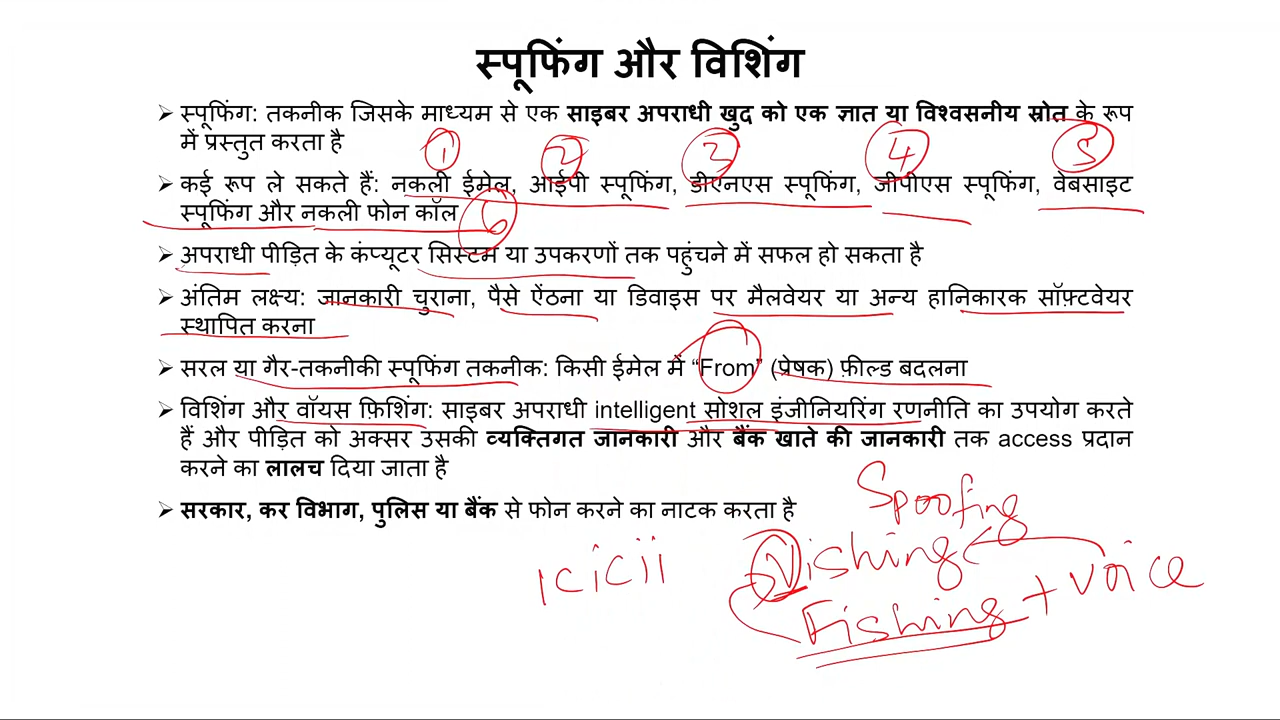 स्पूफिंग और विशिंग
➢ स्पूफिंग: तकनीक जिसके माध्यम से एक साइबर अपराधी खुद को एक ज्ञात या विश्वसनीय स्रोत के रूप
में प्रस्तुत करता है
1 2 3 4 5
➢ कई रूप ले सकते हैं: नकली ईमेल, आईपी स्पूफिंग, डीएनएस स्पूफिंग, जीपीएस स्पूफिंग, वेबसाइट
स्पूफिंग और नकली फोन कॉल 6
➢ अपराधी पीड़ित के कंप्यूटर सिस्टम या उपकरणों तक पहुंचने में सफल हो सकता है
➢ अंतिम लक्ष्य: जानकारी चुराना, पैसे ऐंठना या डिवाइस पर मैलवेयर या अन्य हानिकारक सॉफ़्टवेयर
स्थापित करना
➢ सरल या गैर-तकनीकी स्पूफिंग तकनीक: किसी ईमेल में “From” (प्रेषक) फ़ील्ड बदलना
➢ विशिंग और वॉयस फ़िशिंग: साइबर अपराधी intelligent सोशल इंजीनियरिंग रणनीति का उपयोग करते
हैं और पीड़ित को अक्सर उसकी व्यक्तिगत जानकारी और बैंक खाते की जानकारी तक access प्रदान
करने का लालच दिया जाता है
➢ सरकार, कर विभाग, पुलिस या बैंक से फोन करने का नाटक करता है
Spoofing
ICICII Vishing
Fishing + Voice